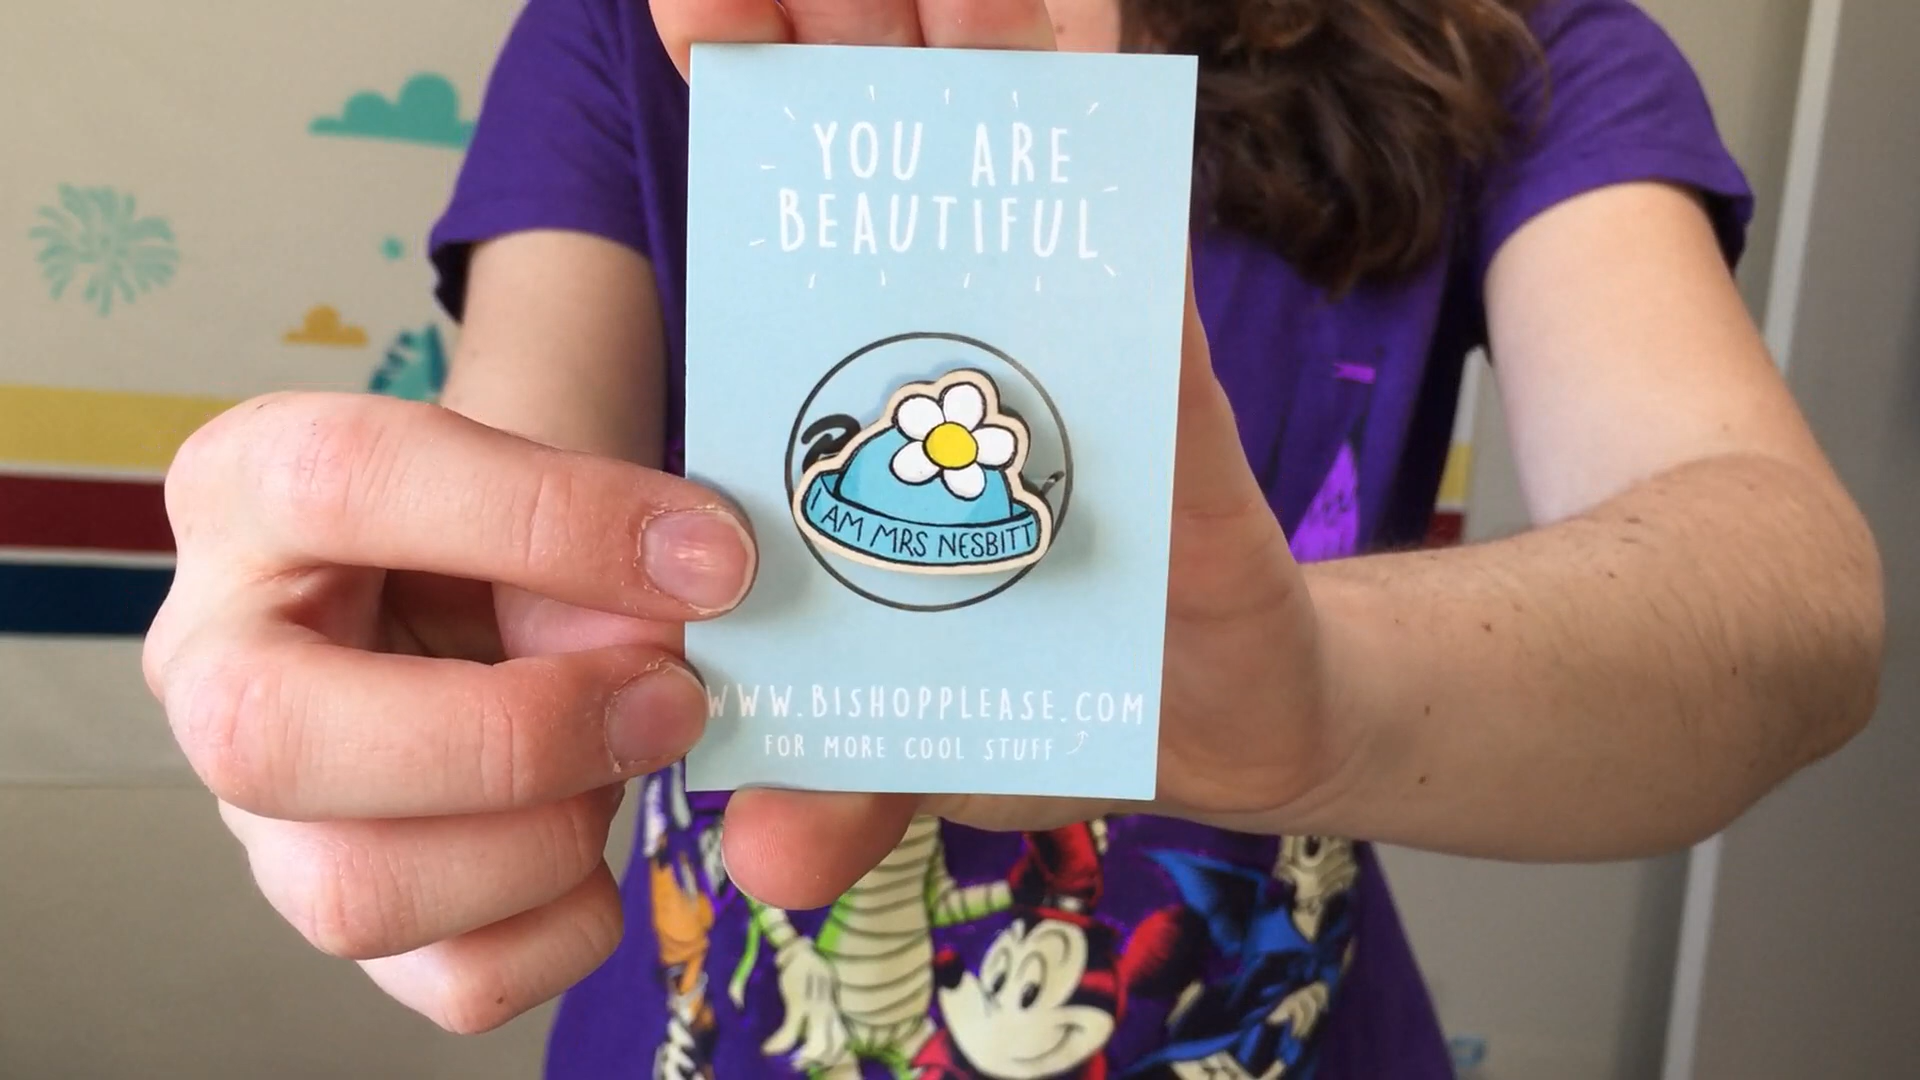 YOU ARE
BEAUTIFUL
I AM MRS NESBITT
WWW.BISHOPPLEASE.COM
FOR MORE COOL STUFF